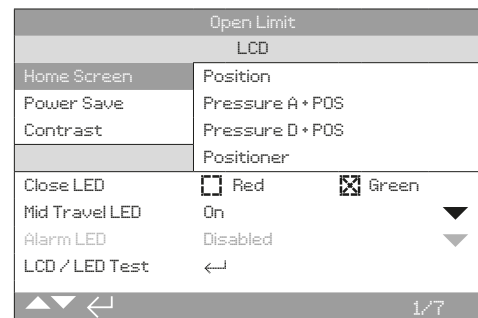 Open Limit
LCD
Home Screen Position
Power Save Pressure A + POS
Contrast Pressure D + POS
Positioner
Close LED Red Green
Mid Travel LED On
Alarm LED Disabled
LCD / LED Test
1/7